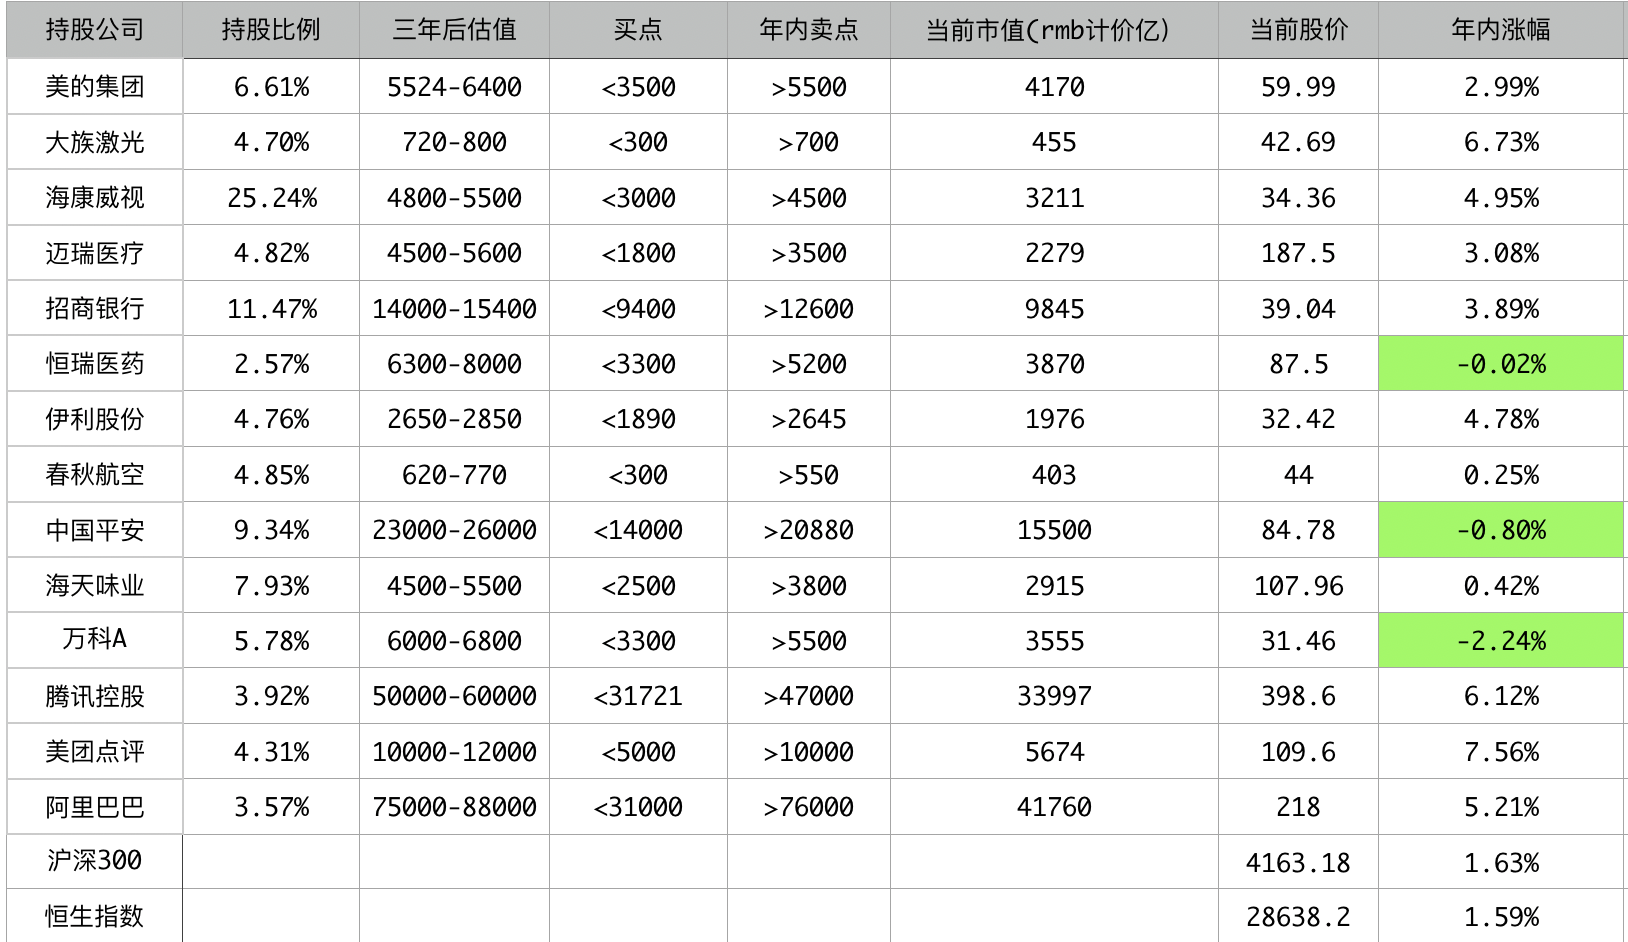 持股公司 持股比例 三年后估值 买点 年内卖点 当前市值(rmb计价亿) 当前股价 年内涨幅
美的集团 6.61% 5524-6400 <3500 >5500 4170 59.99 2.99%
大族激光 4.70% 720-800 <300 >700 455 42.69 6.73%
海康威视 25.24% 4800-5500 <3000 >4500 3211 34.36 4.95%
迈瑞医疗 4.82% 4500-5600 <1800 >3500 2279 187.5 3.08%
招商银行 11.47% 14000-15400 <9400 >12600 9845 39.04 3.89%
恒瑞医药 2.57% 6300-8000 <3300 >5200 3870 87.5 -0.02%
伊利股份 4.76% 2650-2850 <1890 >2645 1976 32.42 4.78%
春秋航空 4.85% 620-770 <300 >550 403 44 0.25%
中国平安 9.34% 23000-26000 <14000 >20880 15500 84.78 -0.80%
海天味业 7.93% 4500-5500 <2500 >3800 2915 107.96 0.42%
万科A 5.78% 6000-6800 <3300 >5500 3555 31.46 -2.24%
腾讯控股 3.92% 50000-60000 <31721 >47000 33997 398.6 6.12%
美团点评 4.31% 10000-12000 <5000 >10000 5674 109.6 7.56%
阿里巴巴 3.57% 75000-88000 <31000 >76000 41760 218 5.21%
沪深300 4163.18 1.63%
恒生指数 28638.2 1.59%